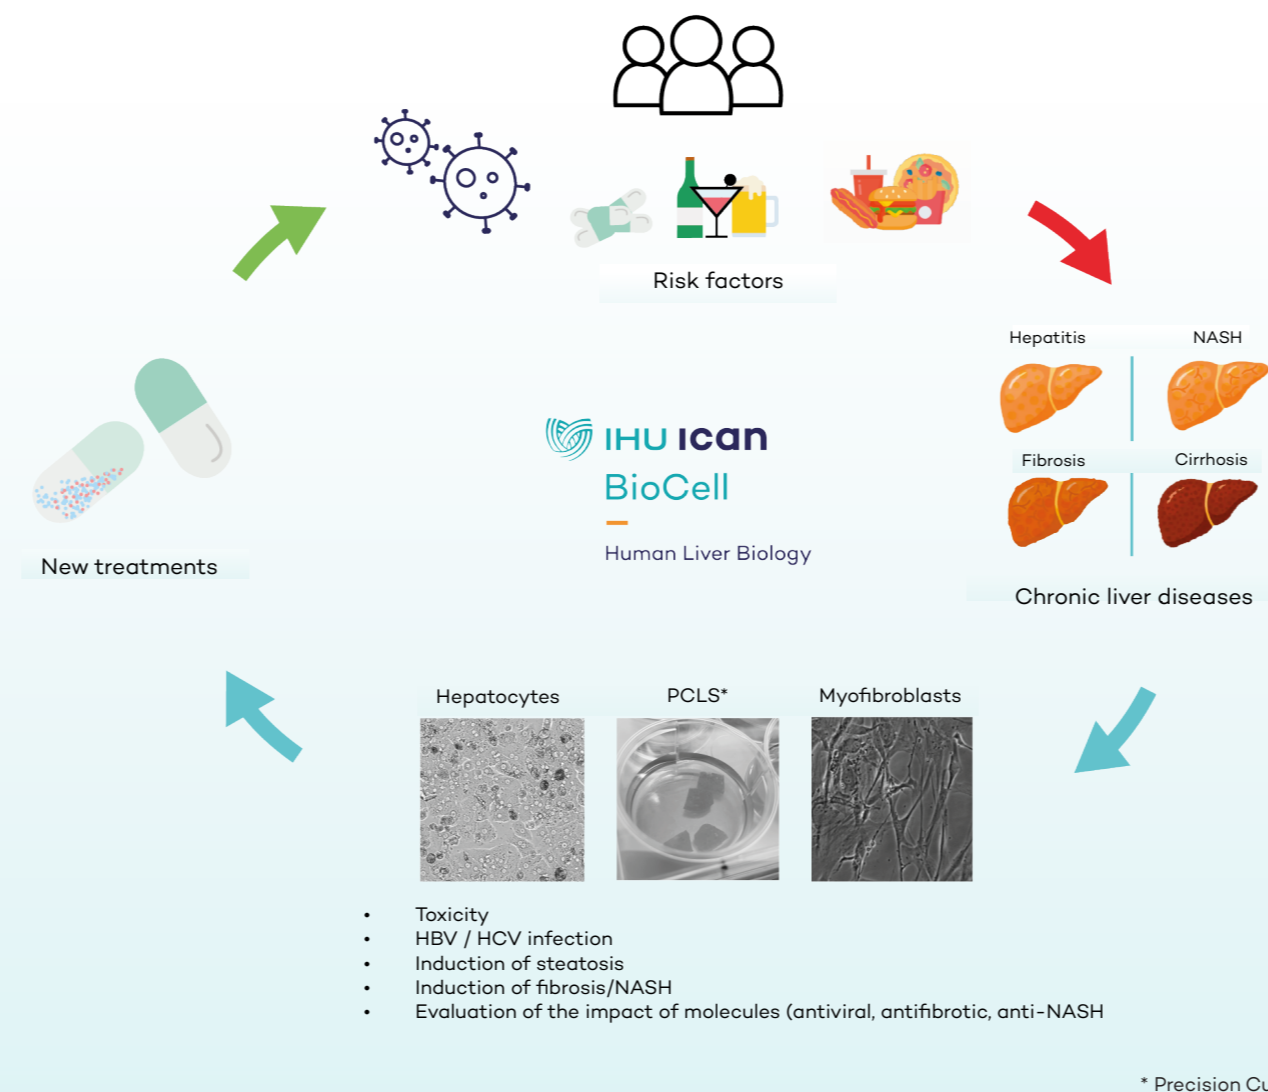 Risk factors
Hepatitis
NASH
Fibrosis
Cirrhosis
Chronic liver diseases
IHU ican
BioCell
Human Liver Biology
New treatments
Hepatocytes
PCLS*
Myofibroblasts
• Toxicity
• HBV / HCV infection
• Induction of steatosis
• Induction of fibrosis/NASH
• Evaluation of the impact of molecules (antiviral, antifibrotic, anti-NASH
* Precision Cu